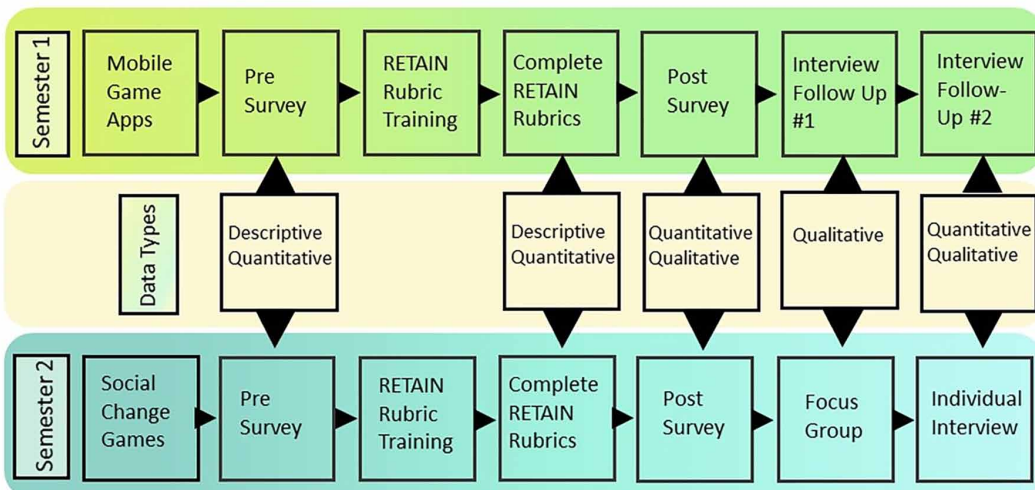 Semester 1
Mobile
Game
Apps
Pre
Survey
RETAIN
Rubric
Training
Complete
RETAIN
Rubrics
Post
Survey
Interview
Follow Up
#1
Interview
Follow-
Up #2
Data Types
Descriptive
Quantitative
Descriptive
Quantitative
Quantitative
Qualitative
Qualitative
Quantitative
Qualitative
Semester 2
Social
Change
Games
Pre
Survey
RETAIN
Rubric
Training
Complete
RETAIN
Rubrics
Post
Survey
Focus
Group
Individual
Interview